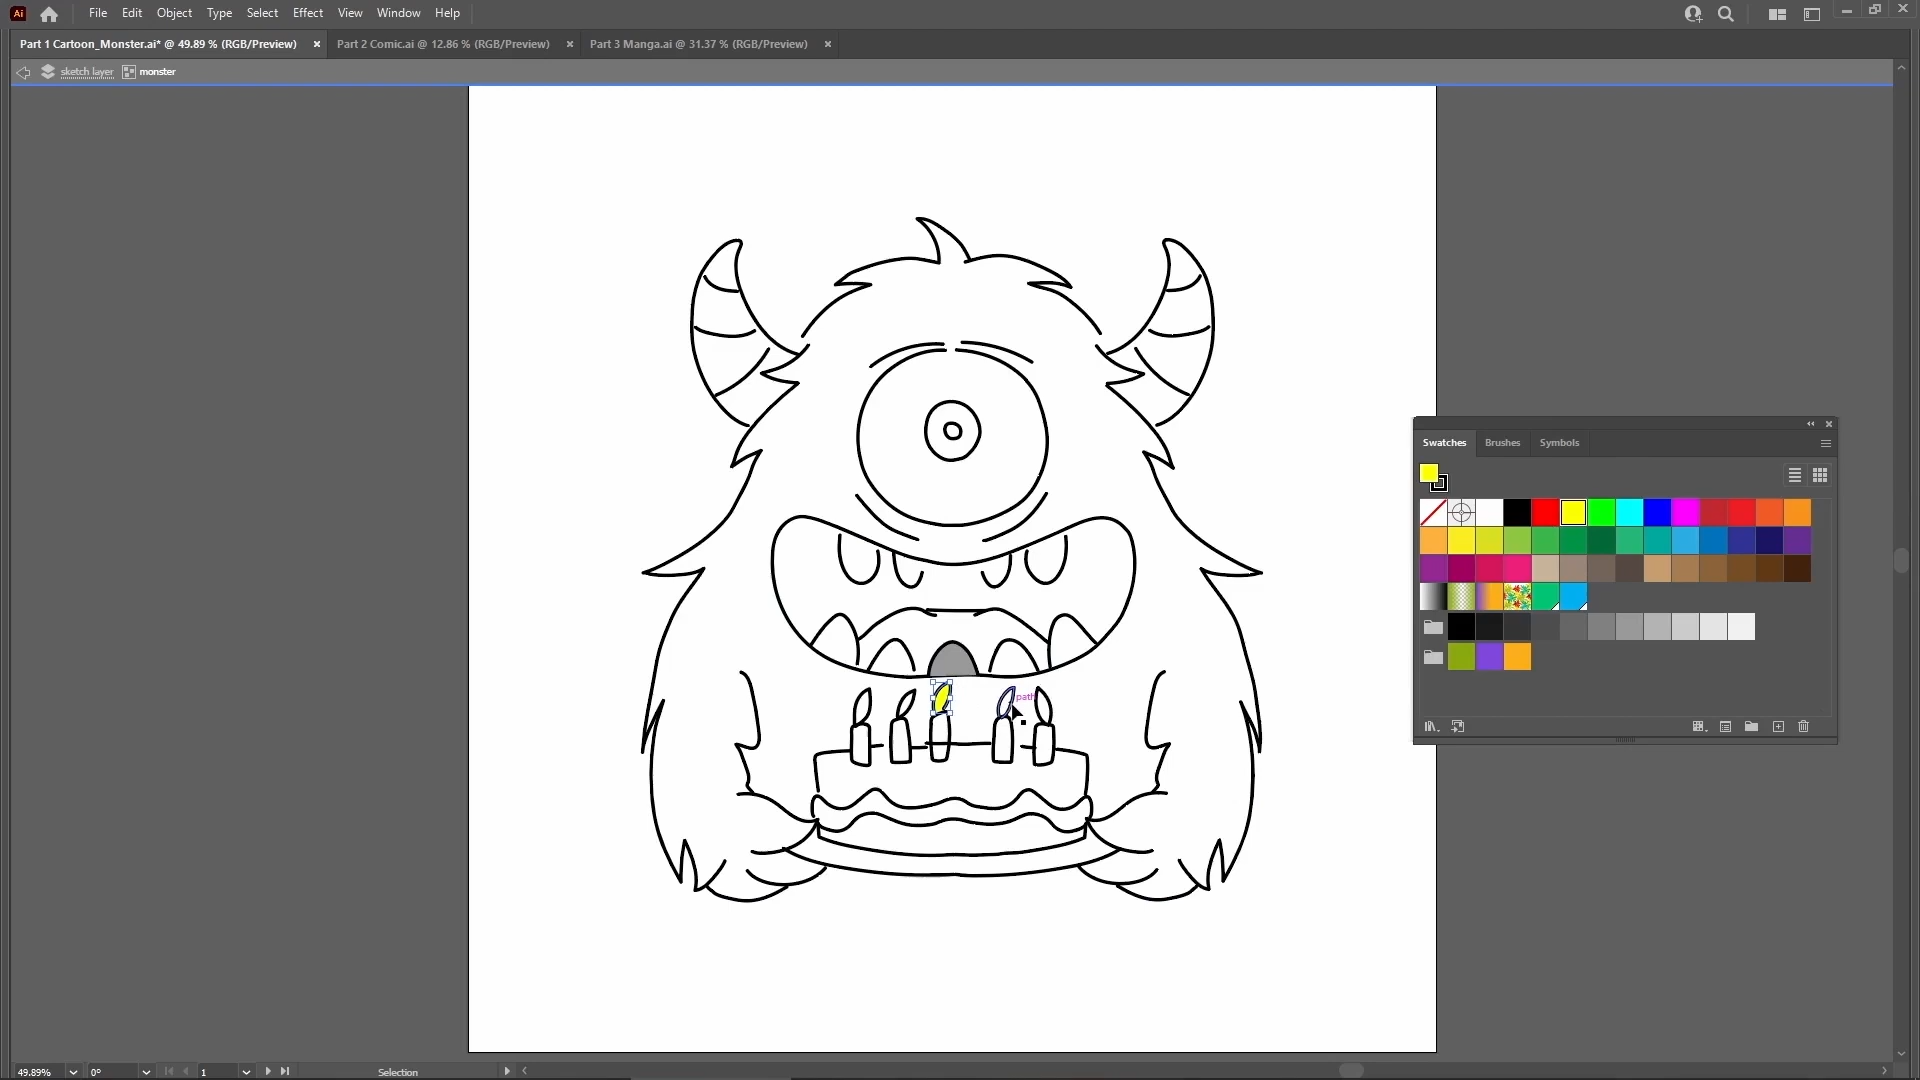 Ai File Edit Object Type Select Effect View Window Help
Part 1 Cartoon_Monster.ai* @ 49.89 % (RGB/Preview) Part 2 Comic.ai @ 12.86 % (RGB/Preview) Part 3 Manga.ai @ 31.37 % (RGB/Preview)
sketch layer monster
Swatches Brushes Symbols
path
49.89% 0° 1 Selection